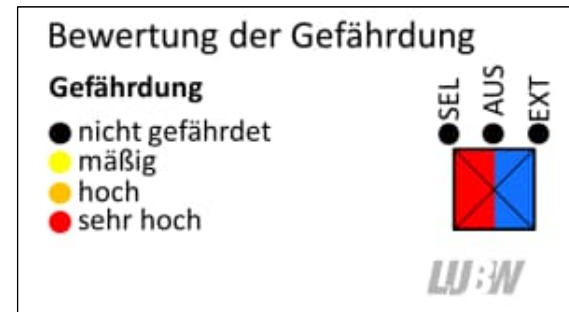 Bewertung der Gefährdung
Gefährdung
nicht gefährdet
mäßig
hoch
sehr hoch
SEL
AUS
EXT
LUBW